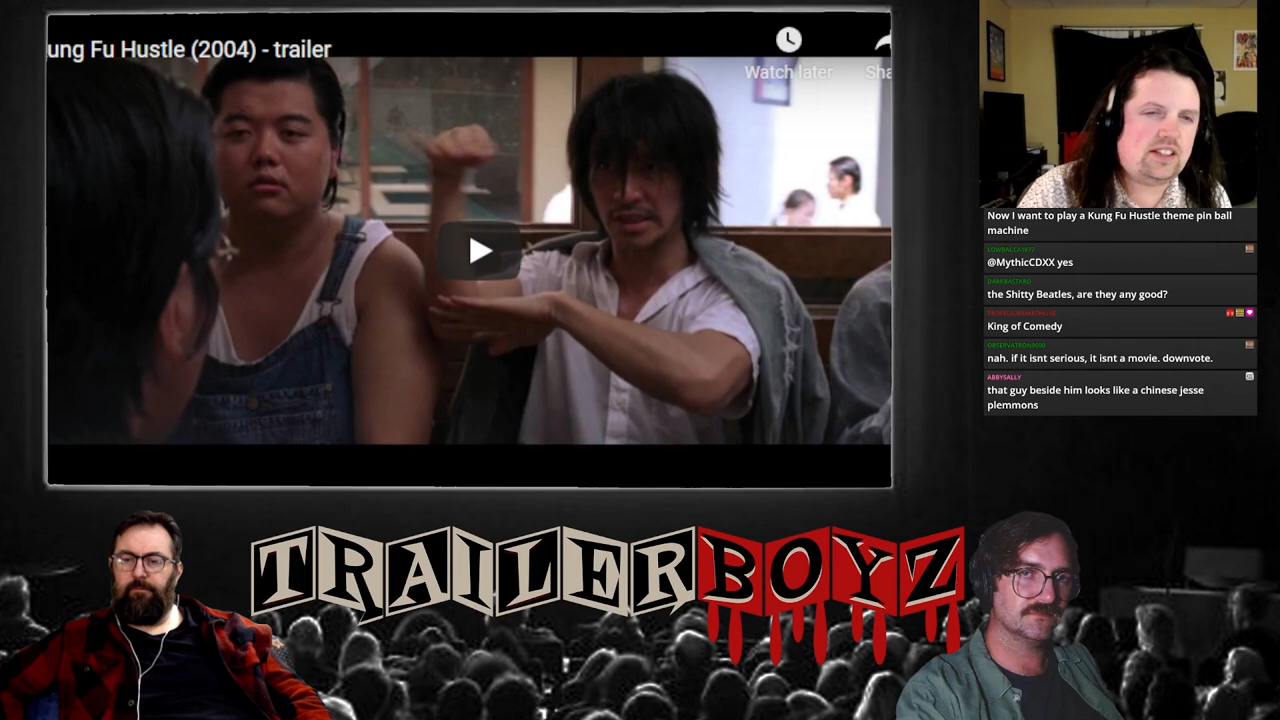 ung Fu Hustle (2004) - trailer
Watch later
Sha
Now I want to play a Kung Fu Hustle theme pin ball
machine
@MythicCDXX yes
DARKBASTARD
the Shitty Beatles, are they any good?
King of Comedy
OBSERVATRON9000
nah. if it isnt serious, it isnt a movie. downvote.
ABBYSALLY
that guy beside him looks like a chinese jesse
plemmons
TRAILERBOYZ